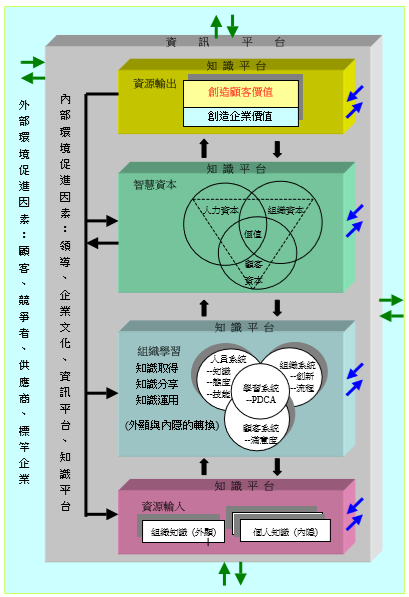 資訊平台
知識平台
資源輸出
創造顧客價值
創造企業價值
知識平台
智慧資本
人力資本
組織資本
價值
顧客
資本
知識平台
組織學習
知識取得
知識分享
知識運用
(外顯與內隱的轉換)
人員系統
--知識
--態度
--技能
組織系統
--創新
--流程
學習系統
--PDCA
顧客系統
--滿意度
知識平台
資源輸入
組織知識 (外顯)
個人知識 (內隱)
外部環境促進因素：顧客、競爭者、供應商、標竿企業
內部環境促進因素：領導、企業文化、資訊平台、知識平台